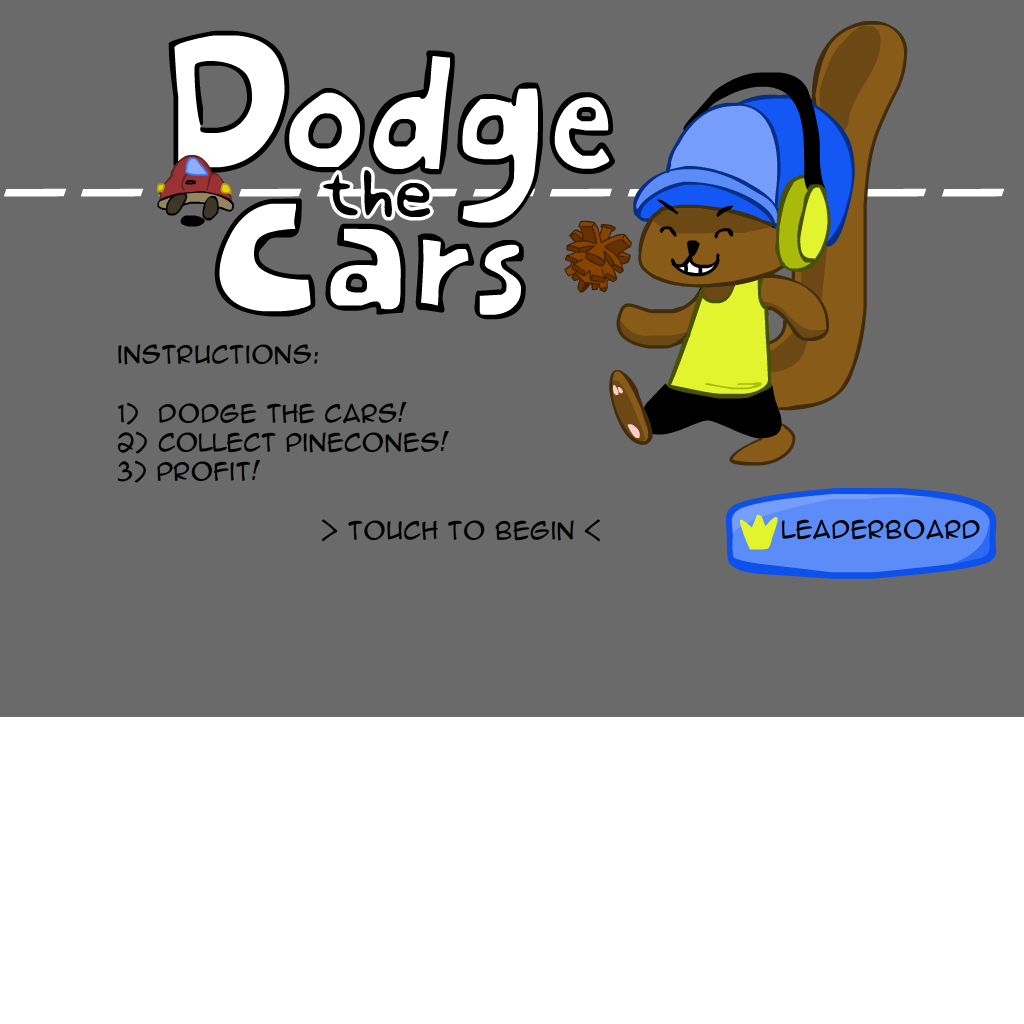 Dodge
the
Cars
INSTRUCTIONS:
1) DODGE THE CARS!
2) COLLECT PINECONES!
3) PROFIT!
> TOUCH TO BEGIN <
LEADERBOARD